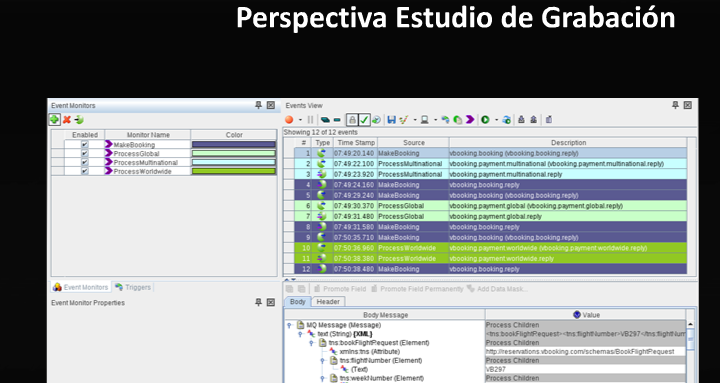 Perspectiva Estudio de Grabación
Event Monitors
Enabled Monitor Name Color
MakeBooking
ProcessGlobal
ProcessMultinational
ProcessWorldwide
Event Monitors Triggers
Event Monitor Properties
Events View
Showing 12 of 12 events
# Type Time Stamp Source Description
1 07:49:20.140 MakeBooking vbooking.booking (vbooking.booking.reply)
2 07:49:22.100 ProcessMultinational vbooking.payment.multinational (vbooking.payment.multinational.reply)
3 07:49:23.920 ProcessMultinational vbooking.payment.multinational.reply
4 07:49:24.160 MakeBooking vbooking.booking.reply
5 07:49:29.240 MakeBooking vbooking.booking (vbooking.booking.reply)
6 07:49:30.370 ProcessGlobal vbooking.payment.global (vbooking.payment.global.reply)
7 07:49:31.480 ProcessGlobal vbooking.payment.global.reply
8 07:49:31.580 MakeBooking vbooking.booking.reply
9 07:50:35.710 MakeBooking vbooking.booking (vbooking.booking.reply)
10 07:50:36.960 ProcessWorldwide vbooking.payment.worldwide (vbooking.payment.worldwide.reply)
11 07:50:38.380 ProcessWorldwide vbooking.payment.worldwide.reply
12 07:50:38.480 MakeBooking vbooking.booking.reply
Promote Field Promote Field Permanently Add Data Mask...
Body Header
Body Message Value
MQ Message (Message) Process Children
text (String) {XML} <tns:bookFlightRequest><tns:flightNumber>VB297</tns:flightNum
tns:bookFlightRequest (Element) Process Children
xmlns:tns (Attribute) http://reservations.vbooking.com/schemas/BookFlightRequest
tns:flightNumber (Element) Process Children
(Text) VB297
tns:weekNumber (Element) Process Children